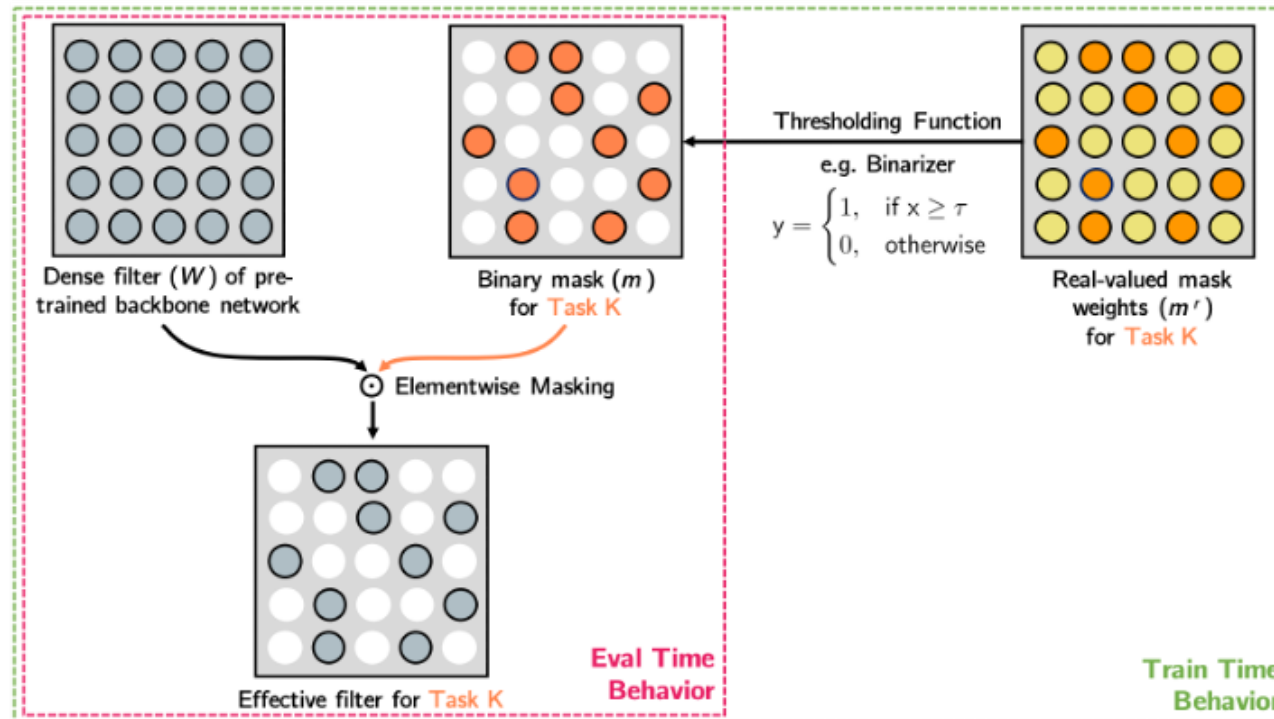 Dense filter (W) of pre-
trained backbone network
Binary mask (m)
for Task K
Thresholding Function
e.g. Binarizer
y = { 1, if x ≥ τ
0, otherwise
Real-valued mask
weights (mʳ)
for Task K
⊙ Elementwise Masking
Effective filter for Task K
Eval Time
Behavior
Train Time
Behavior